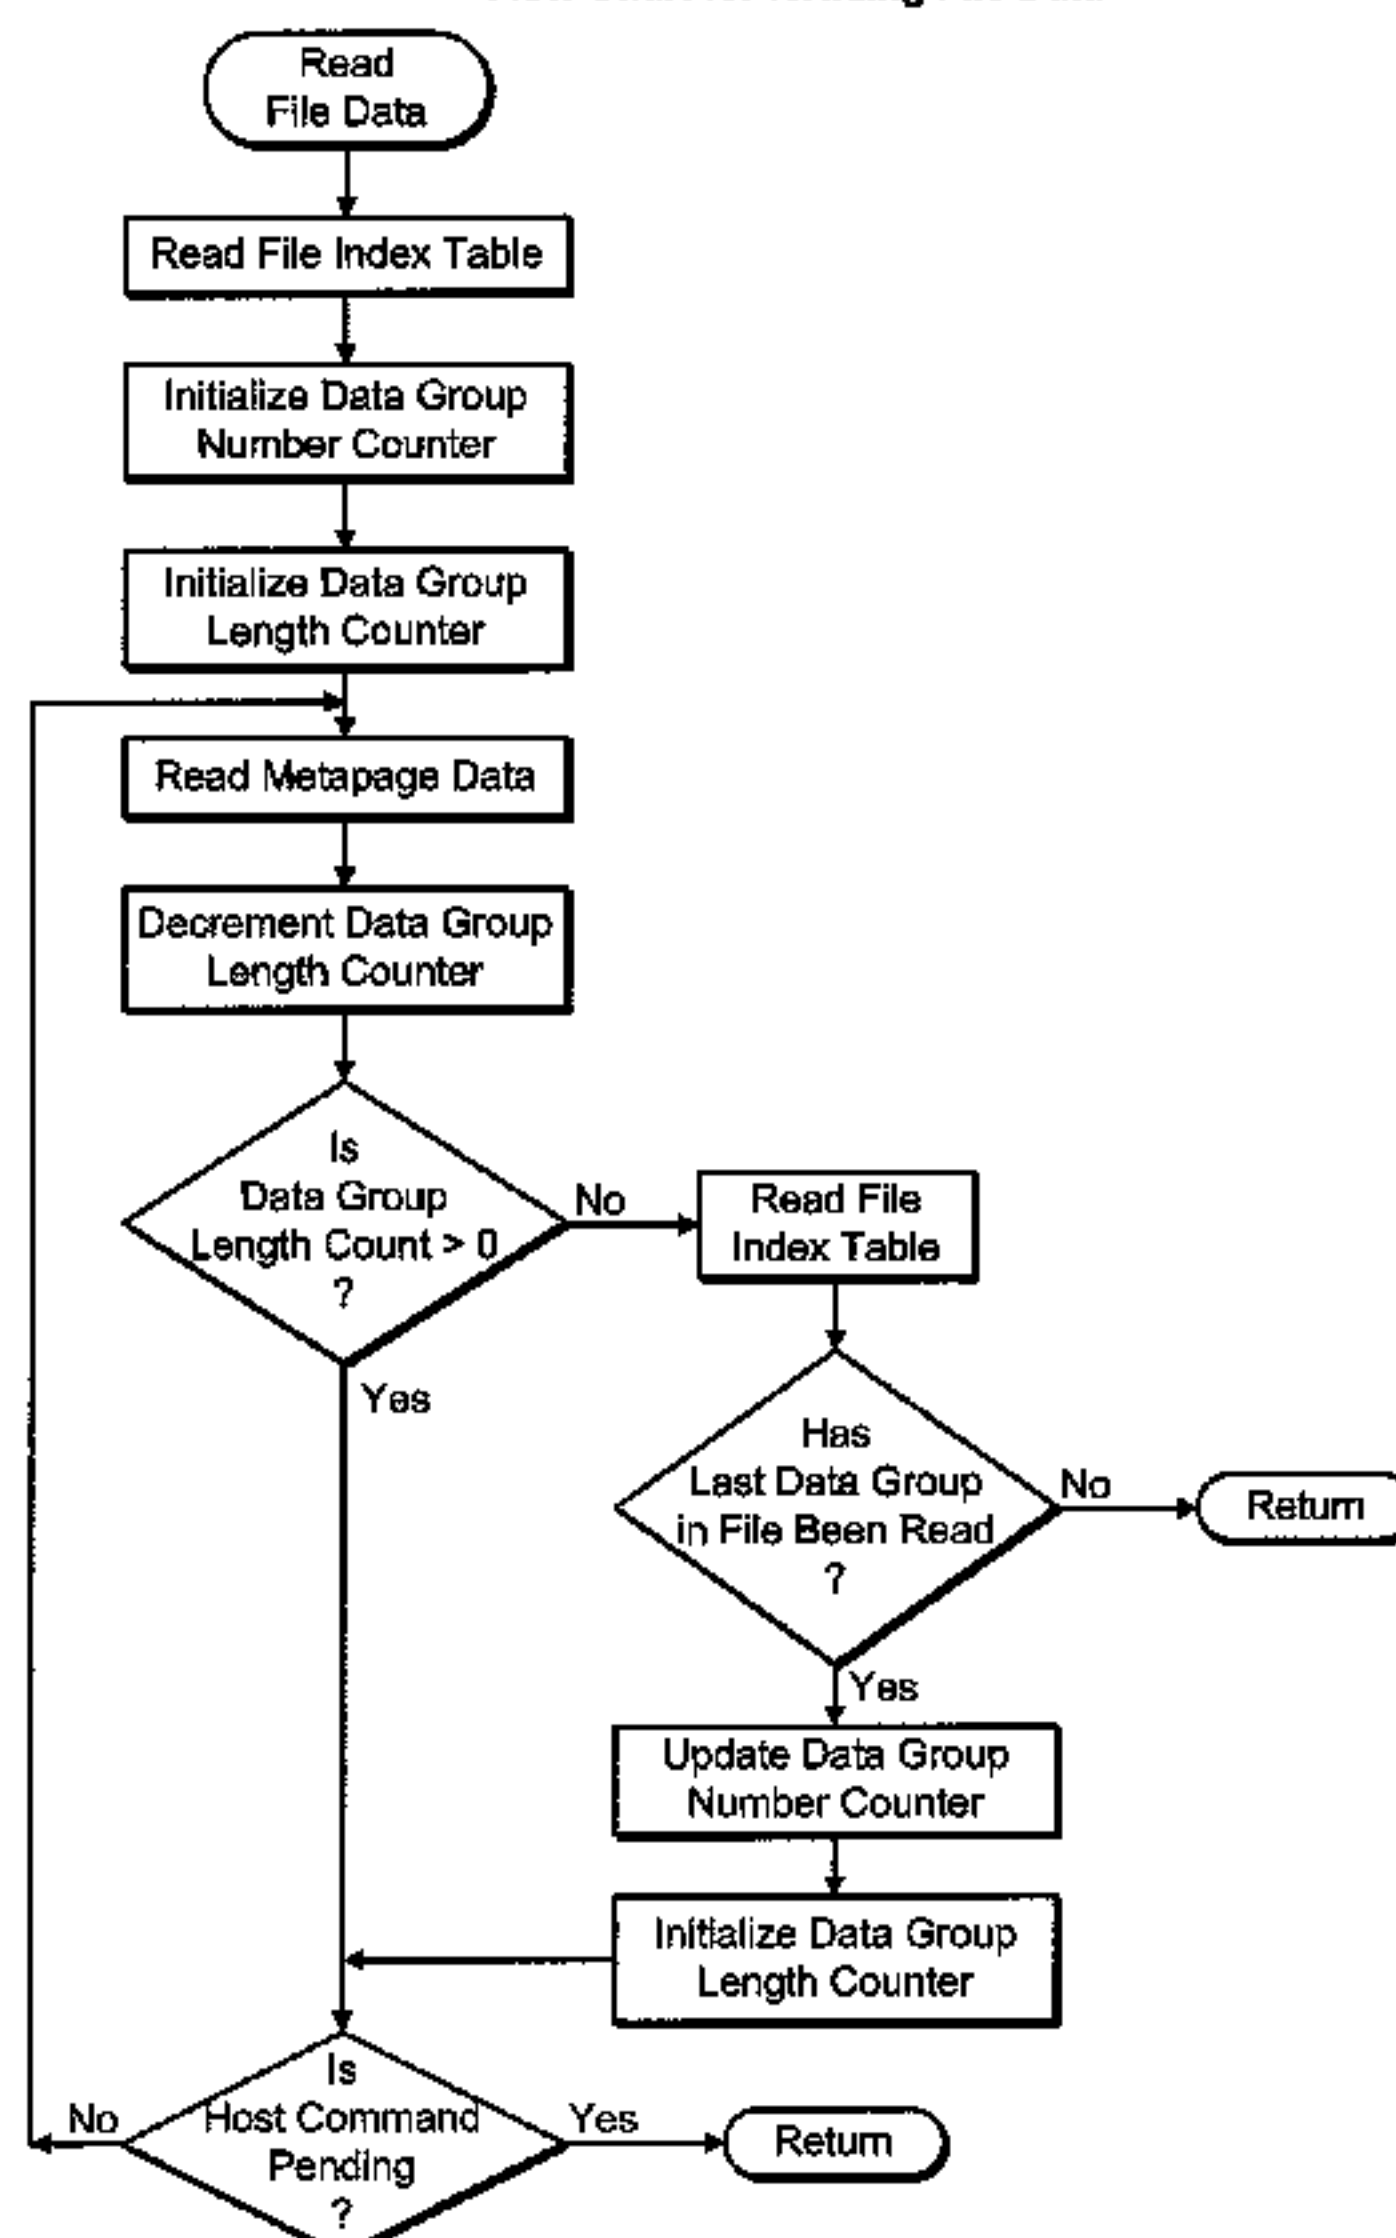 Read
File Data
Read File Index Table
Initialize Data Group
Number Counter
Initialize Data Group
Length Counter
Read Metapage Data
Decrement Data Group
Length Counter
Is
Data Group
Length Count > 0
?
No
Read File
Index Table
Yes
Has
Last Data Group
in File Been Read
?
No
Return
Yes
Update Data Group
Number Counter
Initialize Data Group
Length Counter
Is
Host Command
Pending
?
No
Yes
Return